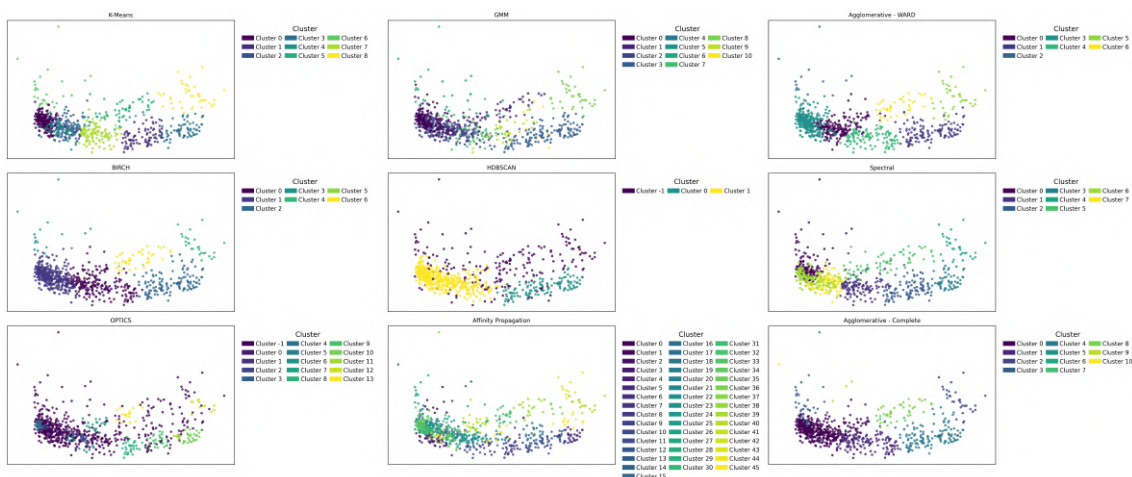 K-Means
Cluster
Cluster 0 Cluster 3 Cluster 6
Cluster 1 Cluster 4 Cluster 7
Cluster 2 Cluster 5 Cluster 8
GMM
Cluster
Cluster 0 Cluster 4 Cluster 8
Cluster 1 Cluster 5 Cluster 9
Cluster 2 Cluster 6 Cluster 10
Cluster 3 Cluster 7
Agglomerative - WARD
Cluster
Cluster 0 Cluster 3 Cluster 5
Cluster 1 Cluster 4 Cluster 6
Cluster 2
BIRCH
Cluster
Cluster 0 Cluster 3 Cluster 5
Cluster 1 Cluster 4 Cluster 6
Cluster 2
HDBSCAN
Cluster
Cluster -1 Cluster 0 Cluster 1
Spectral
Cluster
Cluster 0 Cluster 3 Cluster 6
Cluster 1 Cluster 4 Cluster 7
Cluster 2 Cluster 5
OPTICS
Cluster
Cluster -1 Cluster 4 Cluster 9
Cluster 0 Cluster 5 Cluster 10
Cluster 1 Cluster 6 Cluster 11
Cluster 2 Cluster 7 Cluster 12
Cluster 3 Cluster 8 Cluster 13
Affinity Propagation
Cluster
Cluster 0 Cluster 16 Cluster 31
Cluster 1 Cluster 17 Cluster 32
Cluster 2 Cluster 18 Cluster 33
Cluster 3 Cluster 19 Cluster 34
Cluster 4 Cluster 20 Cluster 35
Cluster 5 Cluster 21 Cluster 36
Cluster 6 Cluster 22 Cluster 37
Cluster 7 Cluster 23 Cluster 38
Cluster 8 Cluster 24 Cluster 39
Cluster 9 Cluster 25 Cluster 40
Cluster 10 Cluster 26 Cluster 41
Cluster 11 Cluster 27 Cluster 42
Cluster 12 Cluster 28 Cluster 43
Cluster 13 Cluster 29 Cluster 44
Cluster 14 Cluster 30 Cluster 45
Cluster 15
Agglomerative - Complete
Cluster
Cluster 0 Cluster 4 Cluster 8
Cluster 1 Cluster 5 Cluster 9
Cluster 2 Cluster 6 Cluster 10
Cluster 3 Cluster 7